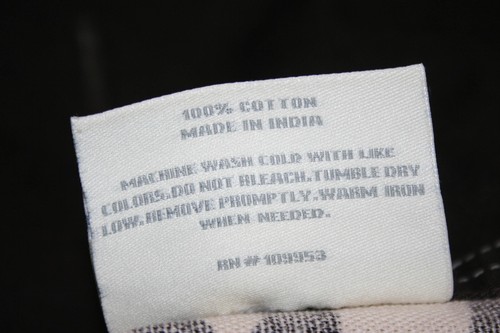 100% COTTON
MADE IN INDIA
MACHINE WASH COLD WITH LIKE
COLORS.DO NOT BLEACH.TUMBLE DRY
LOW.REMOVE PROMPTLY.WARM IRON
WHEN NEEDED.
RN# 109953